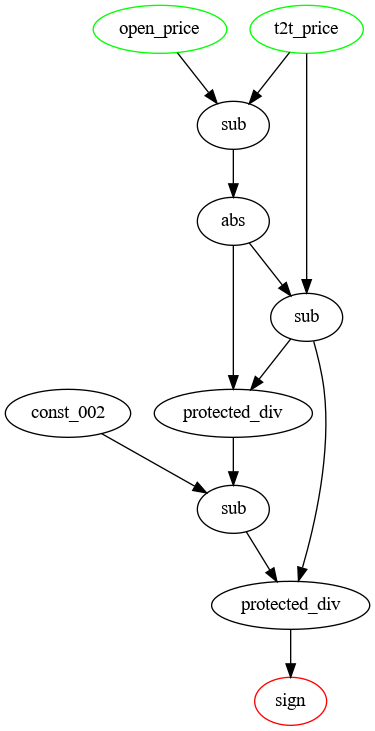 open_price t2t_price
sub
abs
sub
const_002 protected_div
sub
protected_div
sign